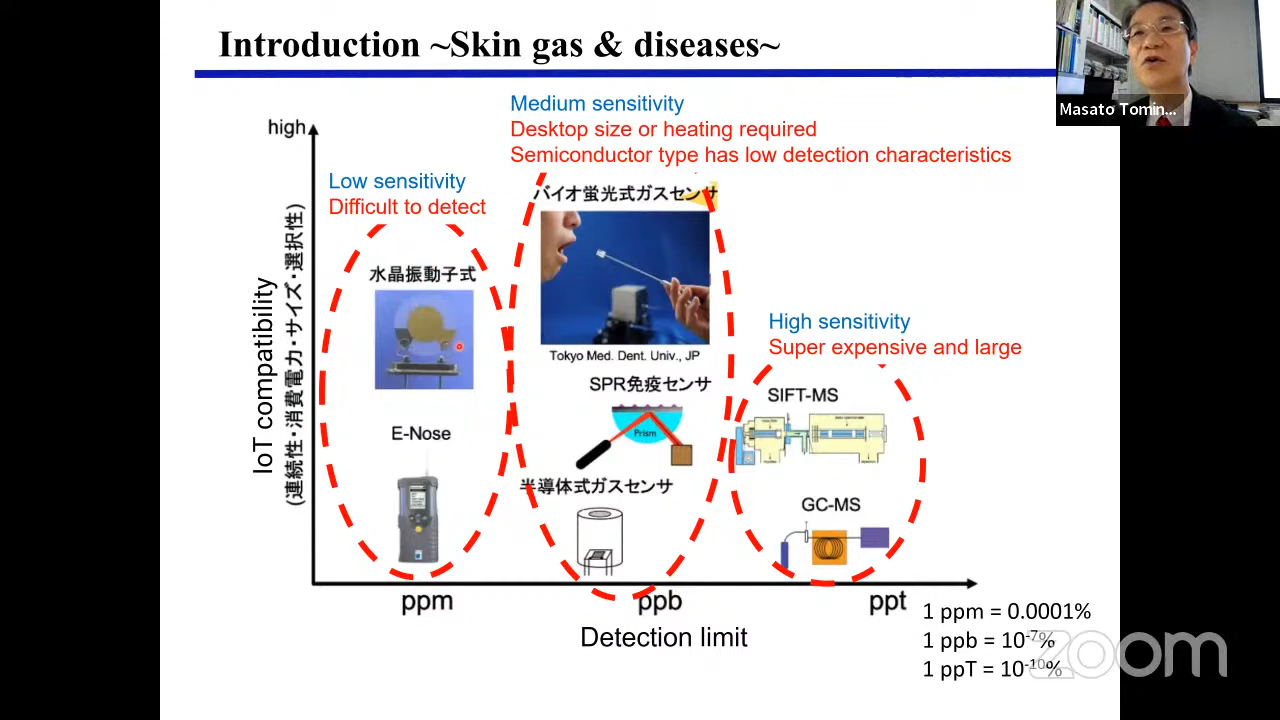 Introduction ~Skin gas & diseases~
Masato Tomin...
Medium sensitivity
Desktop size or heating required
Semiconductor type has low detection characteristics
high
Low sensitivity
Difficult to detect
バイオ蛍光式ガスセンサ
水晶振動子式
IoT compatibility
(連続性・消費電力・サイズ・選択性)
High sensitivity
Super expensive and large
Tokyo Med. Dent. Univ., JP
SPR免疫センサ
SIFT-MS
Prism
E-Nose
半導体式ガスセンサ
GC-MS
ppm
ppb
ppt
Detection limit
1 ppm = 0.0001%
1 ppb = 10-7%
1 ppT = 10-10%
zoom